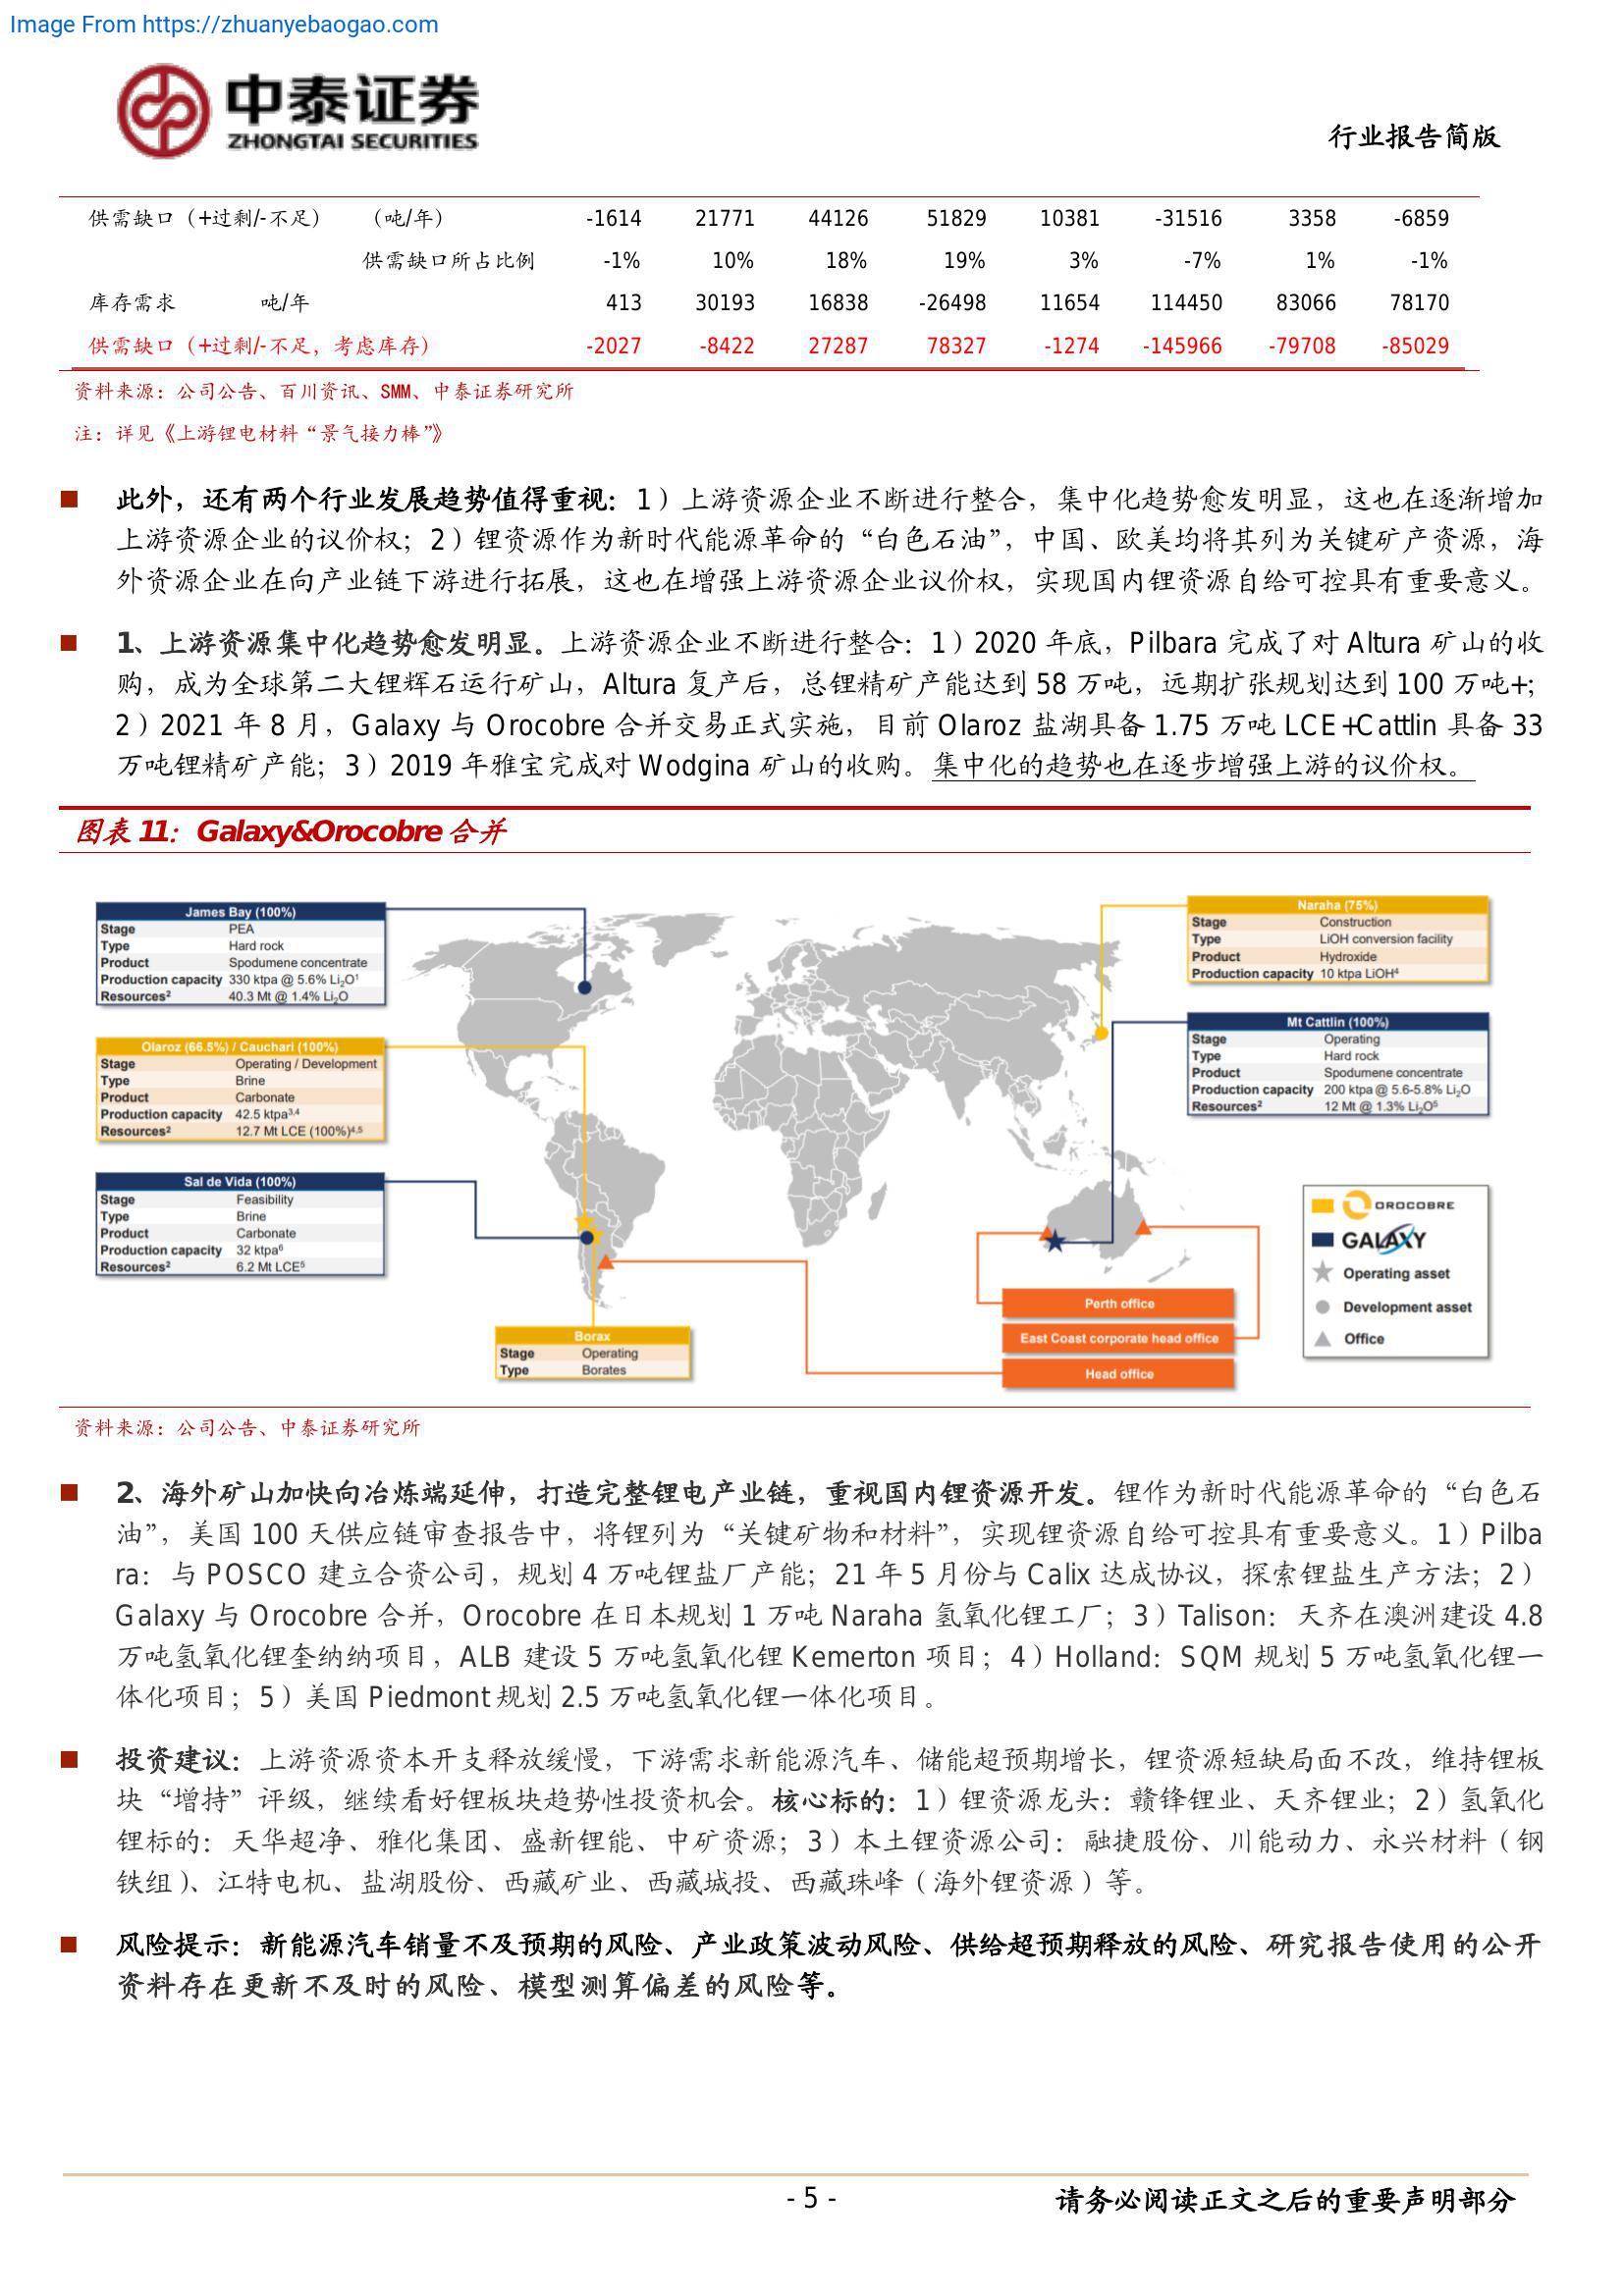 Image From https://zhuanyebaogao.com
中泰证券
ZHONGTAI SECURITIES
行业报告简版
供需缺口（+过剩/-不足） （吨/年） -1614 21771 44126 51829 10381 -31516 3358 -6859
供需缺口所占比例 -1% 10% 18% 19% 3% -7% 1% -1%
库存需求 吨/年 413 30193 16838 -26498 11654 114450 83066 78170
供需缺口（+过剩/-不足，考虑库存） -2027 -8422 27287 78327 -1274 -145966 -79708 -85029
资料来源：公司公告、百川资讯、SMM、中泰证券研究所
注：详见《上游锂电材料“景气接力棒”》
■ 此外，还有两个行业发展趋势值得重视：1）上游资源企业不断进行整合，集中化趋势愈发明显，这也在逐渐增加
上游资源企业的议价权；2）锂资源作为新时代能源革命的“白色石油”，中国、欧美均将其列为关键矿产资源，海
外资源企业在向产业链下游进行拓展，这也在增强上游资源企业议价权，实现国内锂资源自给可控具有重要意义。
■ 1、上游资源集中化趋势愈发明显。上游资源企业不断进行整合：1）2020 年底，Pilbara 完成了对 Altura 矿山的收
购，成为全球第二大锂辉石运行矿山，Altura 复产后，总锂精矿产能达到 58 万吨，远期扩张规划达到 100 万吨+；
2）2021 年 8 月，Galaxy 与 Orocobre 合并交易正式实施，目前 Olaroz 盐湖具备 1.75 万吨 LCE+Cattlin 具备 33
万吨锂精矿产能；3）2019 年雅宝完成对 Wodgina 矿山的收购。集中化的趋势也在逐步增强上游的议价权。
图表 11：Galaxy&Orocobre 合并
James Bay (100%)
Stage PEA
Type Hard rock
Product Spodumene concentrate
Production capacity 330 ktpa @ 5.6% Li₂O¹
Resources² 40.3 Mt @ 1.4% Li₂O
Olaroz (66.5%) / Cauchari (100%)
Stage Operating / Development
Type Brine
Product Carbonate
Production capacity 42.5 ktpa³,⁴
Resources² 12.7 Mt LCE (100%)⁴,⁵
Sal de Vida (100%)
Stage Feasibility
Type Brine
Product Carbonate
Production capacity 32 ktpa⁶
Resources² 6.2 Mt LCE⁵
Borax
Stage Operating
Type Borates
Naraha (75%)
Stage Construction
Type LiOH conversion facility
Product Hydroxide
Production capacity 10 ktpa LiOH⁴
Mt Cattlin (100%)
Stage Operating
Type Hard rock
Product Spodumene concentrate
Production capacity 200 ktpa @ 5.6-5.8% Li₂O
Resources² 12 Mt @ 1.3% Li₂O⁵
OROCOBRE
GALAXY
Operating asset
Development asset
Office
Perth office
East Coast corporate head office
Head office
资料来源：公司公告、中泰证券研究所
■ 2、海外矿山加快向冶炼端延伸，打造完整锂电产业链，重视国内锂资源开发。锂作为新时代能源革命的“白色石
油”，美国 100 天供应链审查报告中，将锂列为“关键矿物和材料”，实现锂资源自给可控具有重要意义。1）Pilba
ra：与 POSCO 建立合资公司，规划 4 万吨锂盐厂产能；21 年 5 月份与 Calix 达成协议，探索锂盐生产方法；2）
Galaxy 与 Orocobre 合并，Orocobre 在日本规划 1 万吨 Naraha 氢氧化锂工厂；3）Talison：天齐在澳洲建设 4.8
万吨氢氧化锂奎纳纳项目，ALB 建设 5 万吨氢氧化锂 Kemerton 项目；4）Holland：SQM 规划 5 万吨氢氧化锂一
体化项目；5）美国 Piedmont 规划 2.5 万吨氢氧化锂一体化项目。
■ 投资建议：上游资源资本开支释放缓慢，下游需求新能源汽车、储能超预期增长，锂资源短缺局面不改，维持锂板
块“增持”评级，继续看好锂板块趋势性投资机会。核心标的：1）锂资源龙头：赣锋锂业、天齐锂业；2）氢氧化
锂标的：天华超净、雅化集团、盛新锂能、中矿资源；3）本土锂资源公司：融捷股份、川能动力、永兴材料（钢
铁组）、江特电机、盐湖股份、西藏矿业、西藏城投、西藏珠峰（海外锂资源）等。
■ 风险提示：新能源汽车销量不及预期的风险、产业政策波动风险、供给超预期释放的风险、研究报告使用的公开
资料存在更新不及时的风险、模型测算偏差的风险等。
- 5 -
请务必阅读正文之后的重要声明部分